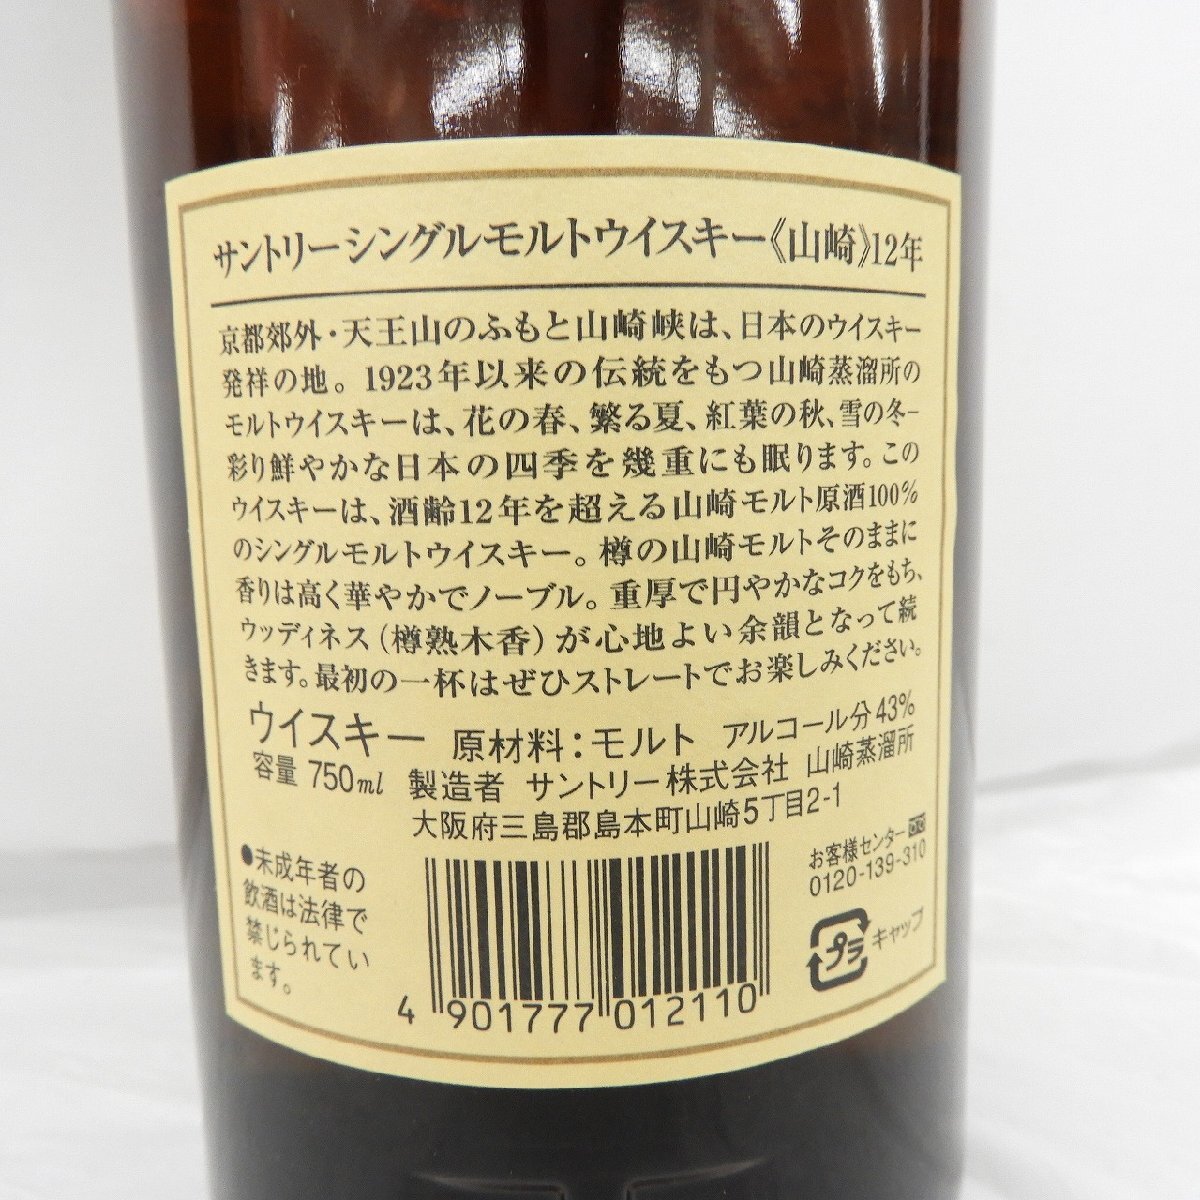 サントリーシングルモルトウイスキー《山崎》12年
京都郊外・天王山のふもと山崎峡は、日本のウイスキー
発祥の地。1923年以来の伝統をもつ山崎蒸溜所の
モルトウイスキーは、花の春、繁る夏、紅葉の秋、雪の冬−
彩り鮮やかな日本の四季を幾重にも眠ります。この
ウイスキーは、酒齢12年を超える山崎モルト原酒100%
のシングルモルトウイスキー。樽の山崎モルトそのままに
香りは高く華やかでノーブル。重厚で円やかなコクをもち、
ウッディネス(樽熟木香)が心地よい余韻となって続
きます。最初の一杯はぜひストレートでお楽しみください。
ウイスキー 原材料:モルト アルコール分43%
容量 750ml 製造者 サントリー株式会社 山崎蒸溜所
大阪府三島郡島本町山崎5丁目2-1
お客様センター
0120-139-310
●未成年者の
飲酒は法律で
禁じられてい
ます。
プラ キャップ
4 901777 012110